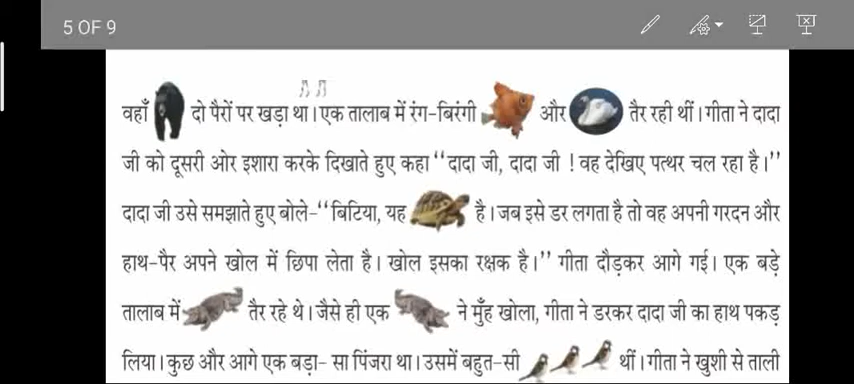 5 OF 9
वहाँ दो पैरों पर खड़ा था। एक तालाब में रंग-बिरंगी और तैर रही थीं। गीता ने दादा
जी को दूसरी ओर इशारा करके दिखाते हुए कहा “दादा जी, दादा जी ! वह देखिए पत्थर चल रहा है।”
दादा जी उसे समझाते हुए बोले-“बिटिया, यह है। जब इसे डर लगता है तो वह अपनी गरदन और
हाथ-पैर अपने खोल में छिपा लेता है। खोल इसका रक्षक है।” गीता दौड़कर आगे गई। एक बड़े
तालाब में तैर रहे थे। जैसे ही एक ने मुँह खोला, गीता ने डरकर दादा जी का हाथ पकड़
लिया। कुछ और आगे एक बड़ा- सा पिंजरा था। उसमें बहुत-सी थीं। गीता ने खुशी से ताली